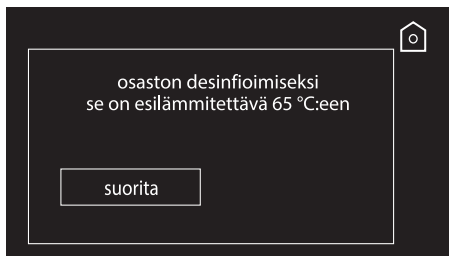 osaston desinfioimiseksi
se on esilämmitettävä 65 °C:een
suorita